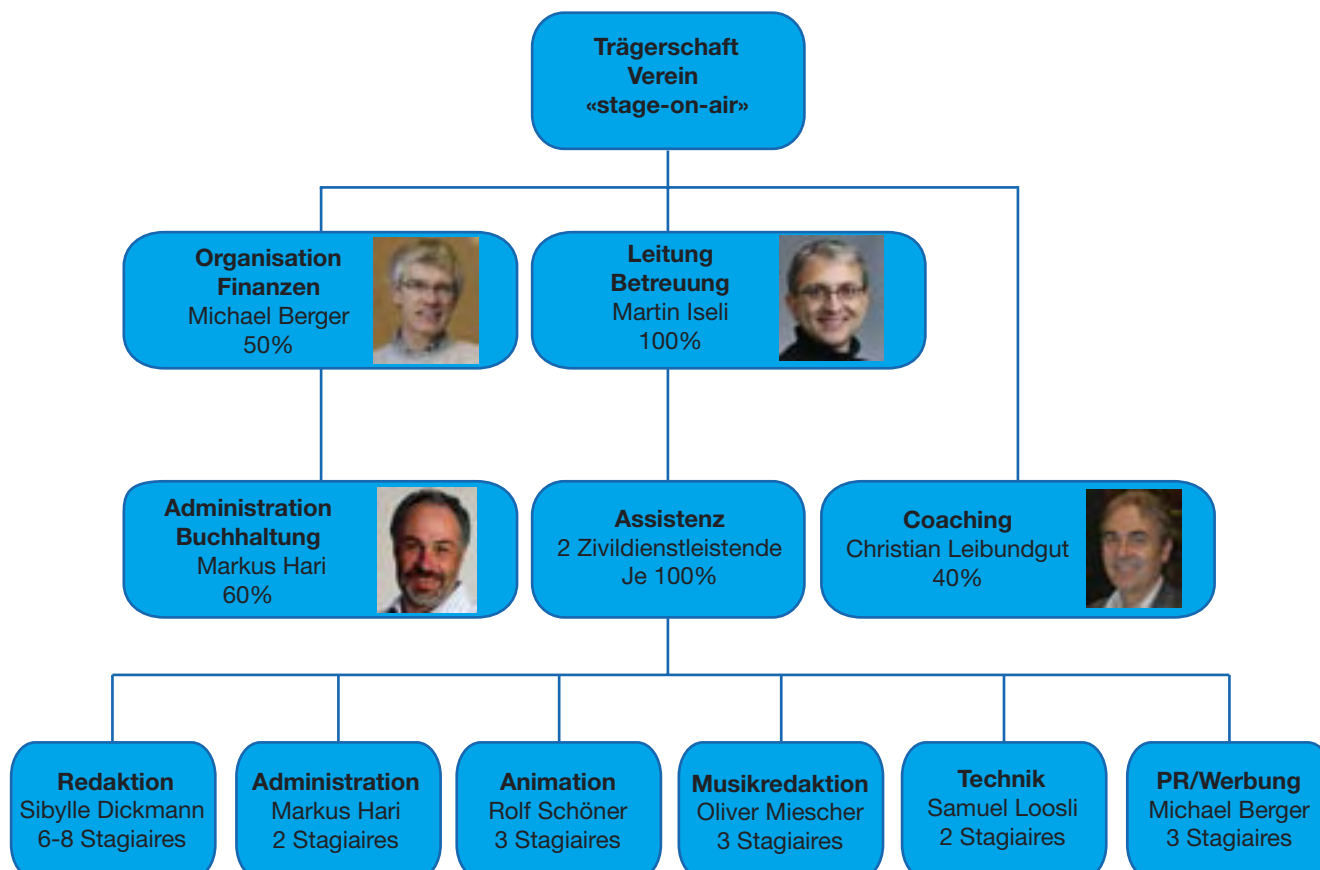 Trägerschaft
Verein
«stage-on-air»
Organisation
Finanzen
Michael Berger
50%
Leitung
Betreuung
Martin Iseli
100%
Administration
Buchhaltung
Markus Hari
60%
Assistenz
2 Zivildienstleistende
Je 100%
Coaching
Christian Leibundgut
40%
Redaktion
Sibylle Dickmann
6-8 Stagiaires
Administration
Markus Hari
2 Stagiaires
Animation
Rolf Schöner
3 Stagiaires
Musikredaktion
Oliver Miescher
3 Stagiaires
Technik
Samuel Loosli
2 Stagiaires
PR/Werbung
Michael Berger
3 Stagiaires